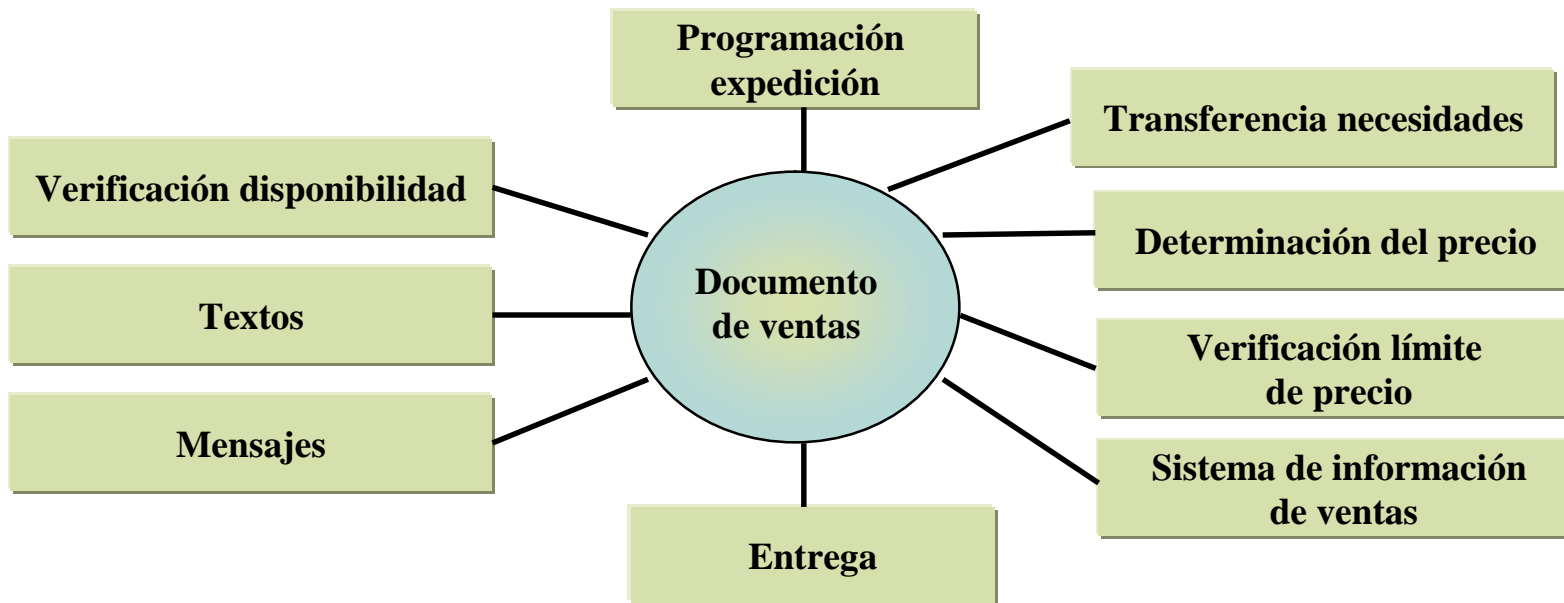 Programación
expedición
Transferencia necesidades
Verificación disponibilidad
Determinación del precio
Documento
de ventas
Textos
Verificación límite
de precio
Mensajes
Sistema de información
de ventas
Entrega